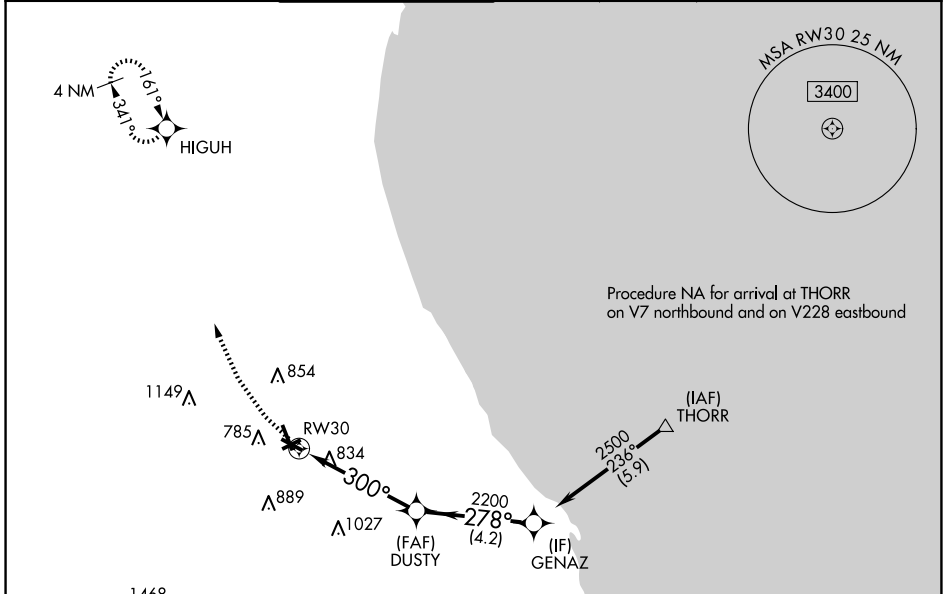 MSA RW30 25 NM
3400
4 NM
161°
341°
HIGUH
Procedure NA for arrival at THORR
on V7 northbound and on V228 eastbound
854
1149
785
RW30
834
(IAF)
THORR
2500
236°
(5.9)
300°
889
1027
2200
278°
(4.2)
(FAF)
DUSTY
(IF)
GENAZ
1468